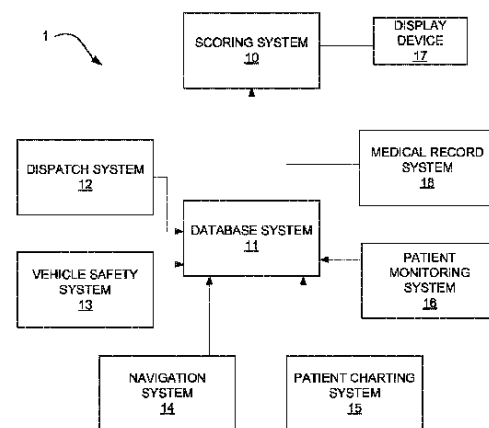 1
SCORING SYSTEM
10
DISPLAY
DEVICE
17
DISPATCH SYSTEM
12
MEDICAL RECORD
SYSTEM
18
DATABASE SYSTEM
11
VEHICLE SAFETY
SYSTEM
13
PATIENT
MONITORING
SYSTEM
16
NAVIGATION
SYSTEM
14
PATIENT CHARTING
SYSTEM
15